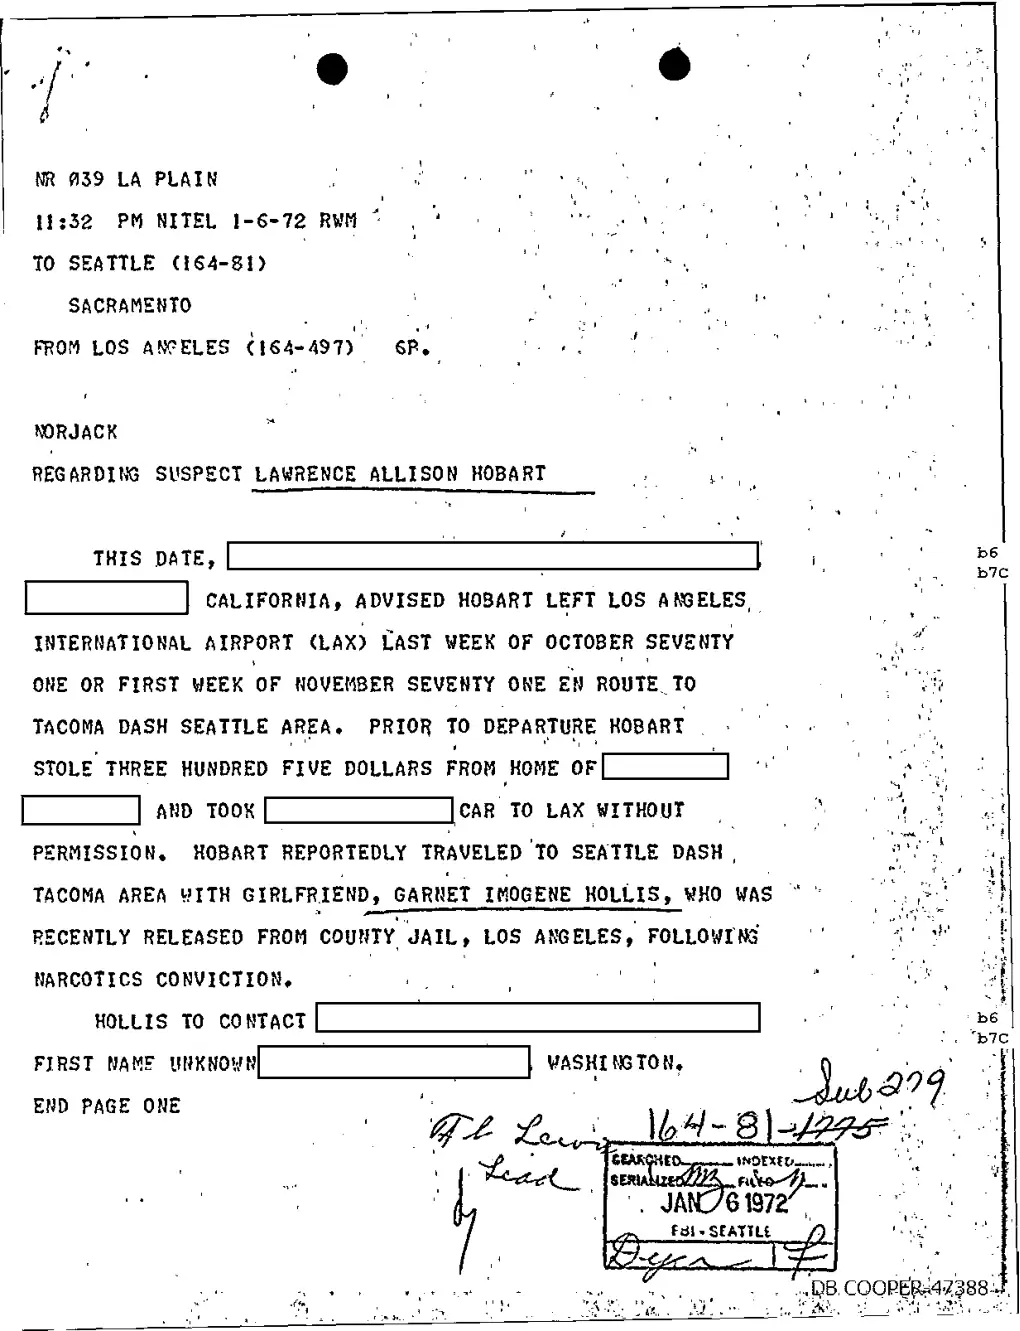 NR 039 LA PLAIN
11:32 PM NITEL 1-6-72 RWM
TO SEATTLE (164-81)
SACRAMENTO
FROM LOS ANGELES (164-497) 6P.
NORJACK
REGARDING SUSPECT LAWRENCE ALLISON HOBART
THIS DATE, ,
b6
b7C
CALIFORNIA, ADVISED HOBART LEFT LOS ANGELES
INTERNATIONAL AIRPORT (LAX) LAST WEEK OF OCTOBER SEVENTY
ONE OR FIRST WEEK OF NOVEMBER SEVENTY ONE EN ROUTE TO
TACOMA DASH SEATTLE AREA. PRIOR TO DEPARTURE HOBART
STOLE THREE HUNDRED FIVE DOLLARS FROM HOME OF
AND TOOK CAR TO LAX WITHOUT
PERMISSION. HOBART REPORTEDLY TRAVELED TO SEATTLE DASH
TACOMA AREA WITH GIRLFRIEND, GARNET IMOGENE HOLLIS, WHO WAS
RECENTLY RELEASED FROM COUNTY JAIL, LOS ANGELES, FOLLOWING
NARCOTICS CONVICTION.
HOLLIS TO CONTACT
b6
b7C
FIRST NAME UNKNOWN , WASHINGTON.
END PAGE ONE
Sub 279
164-81-1775
Lead
SEARCHED INDEXED
SERIALIZED FILED
JAN 6 1972
FBI - SEATTLE
DB COOPER-47388